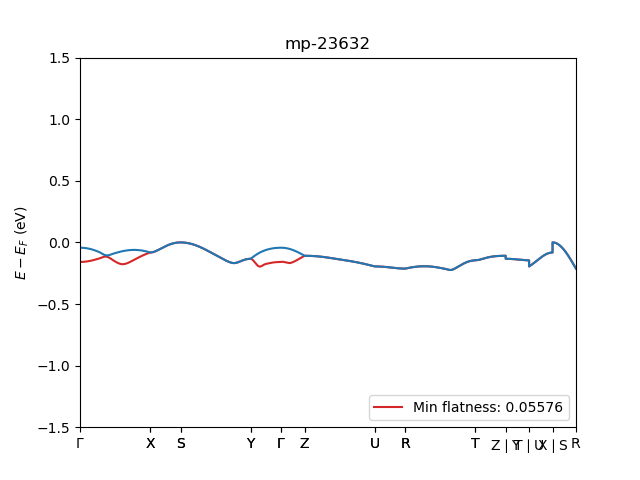 mp-23632
E − E_F (eV)
1.5
1.0
0.5
0.0
−0.5
−1.0
−1.5
Min flatness: 0.05576
Γ X S Y Γ Z U R T Z | Y T | U X | S R